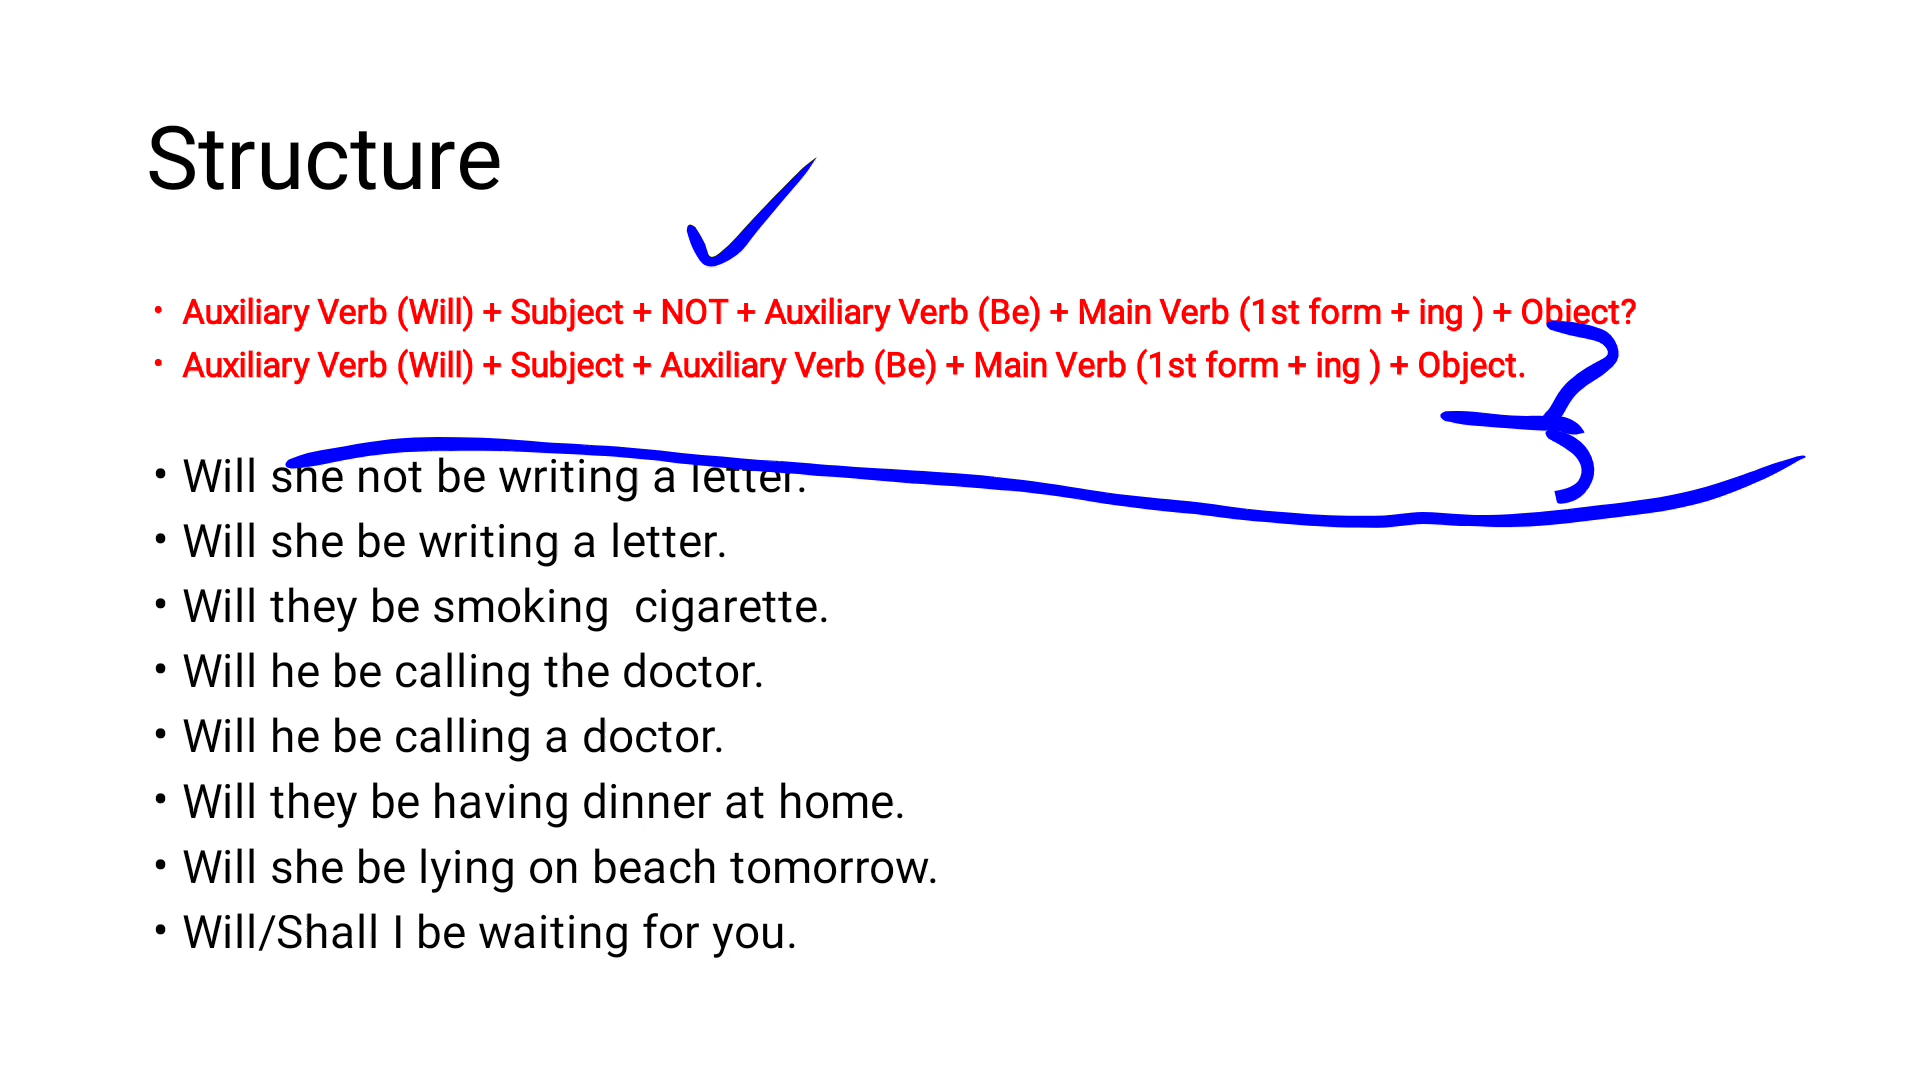 Structure
• Auxiliary Verb (Will) + Subject + NOT + Auxiliary Verb (Be) + Main Verb (1st form + ing ) + Object?
• Auxiliary Verb (Will) + Subject + Auxiliary Verb (Be) + Main Verb (1st form + ing ) + Object.
• Will she not be writing a letter.
• Will she be writing a letter.
• Will they be smoking  cigarette.
• Will he be calling the doctor.
• Will he be calling a doctor.
• Will they be having dinner at home.
• Will she be lying on beach tomorrow.
• Will/Shall I be waiting for you.